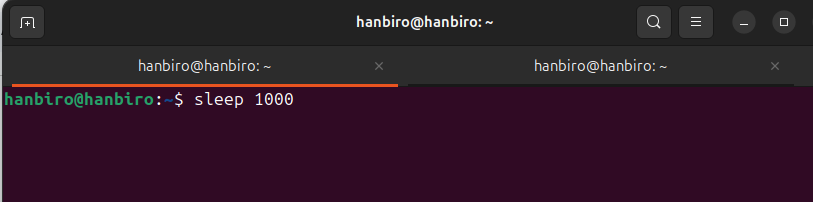 hanbiro@hanbiro: ~
hanbiro@hanbiro: ~ ×
hanbiro@hanbiro: ~ ×
hanbiro@hanbiro:~$ sleep 1000